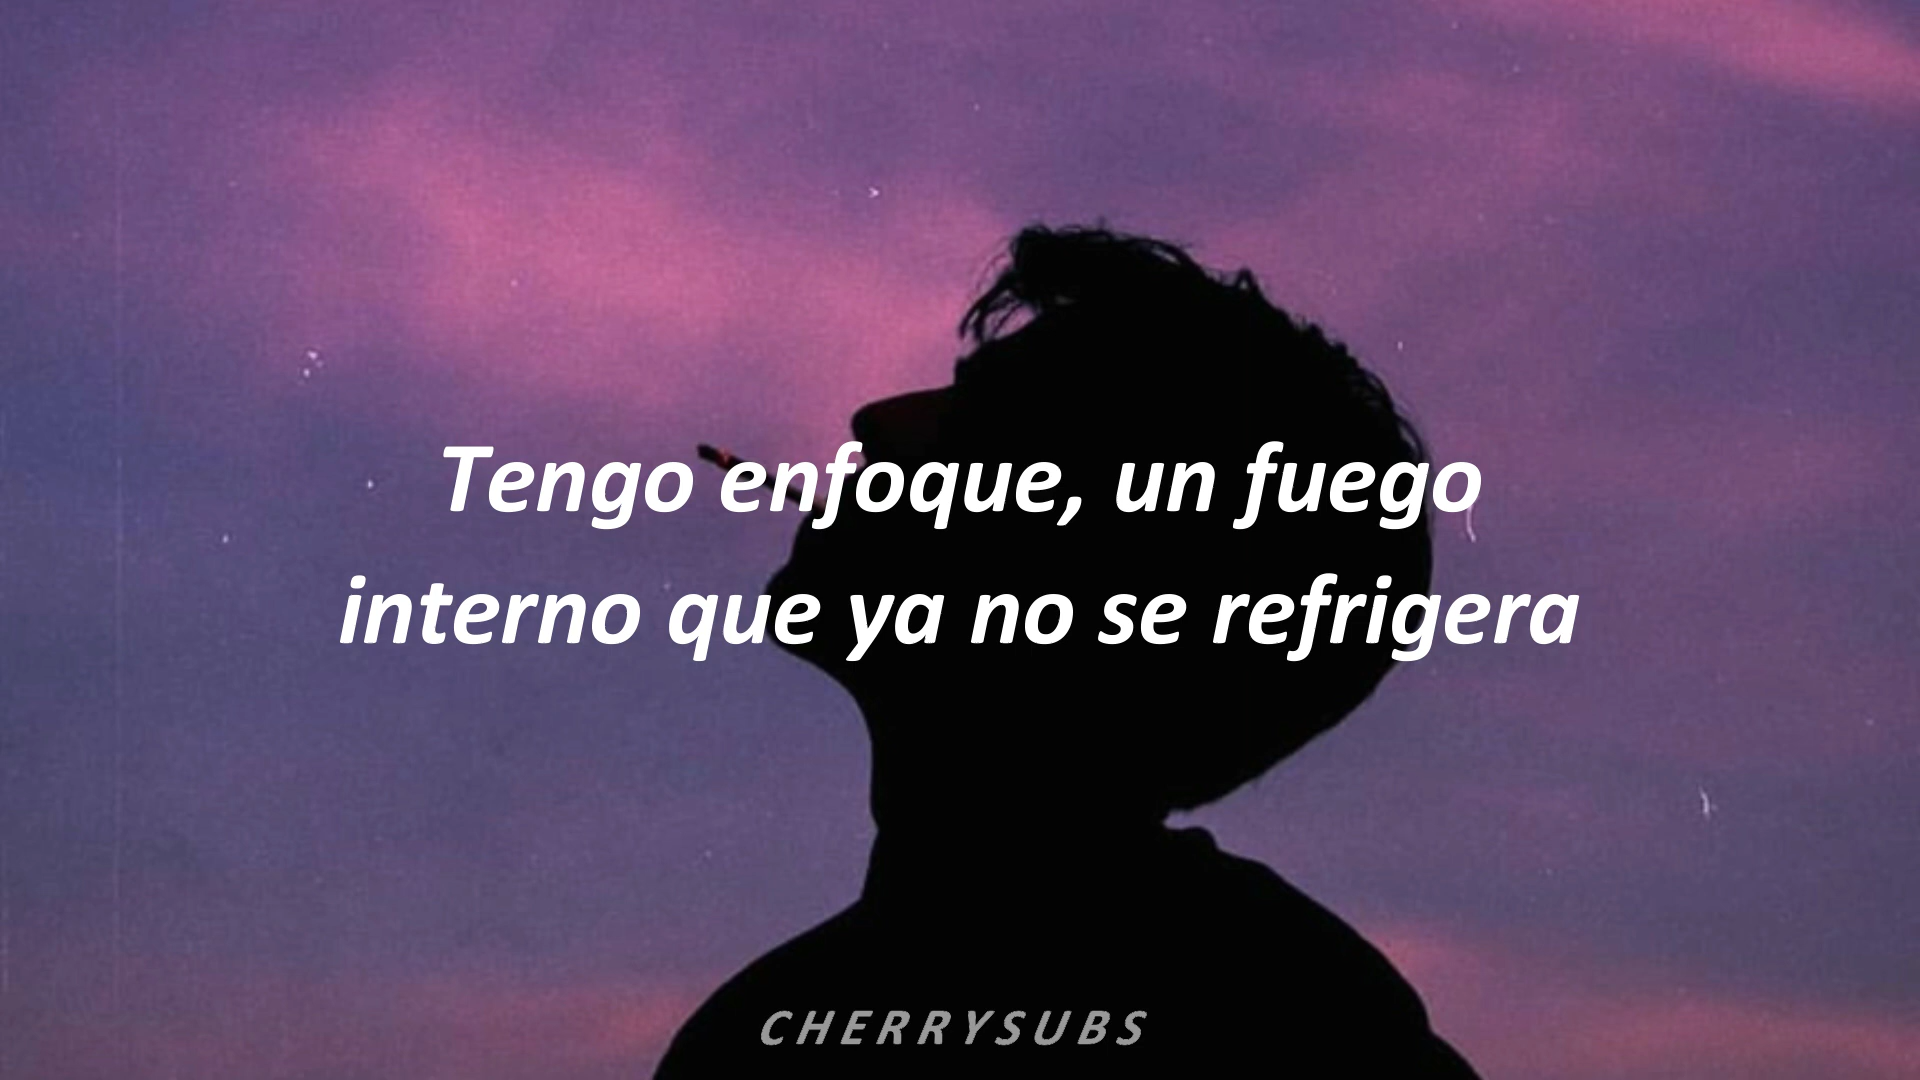 Tengo enfoque, un fuego
interno que ya no se refrigera
CHERRYSUBS